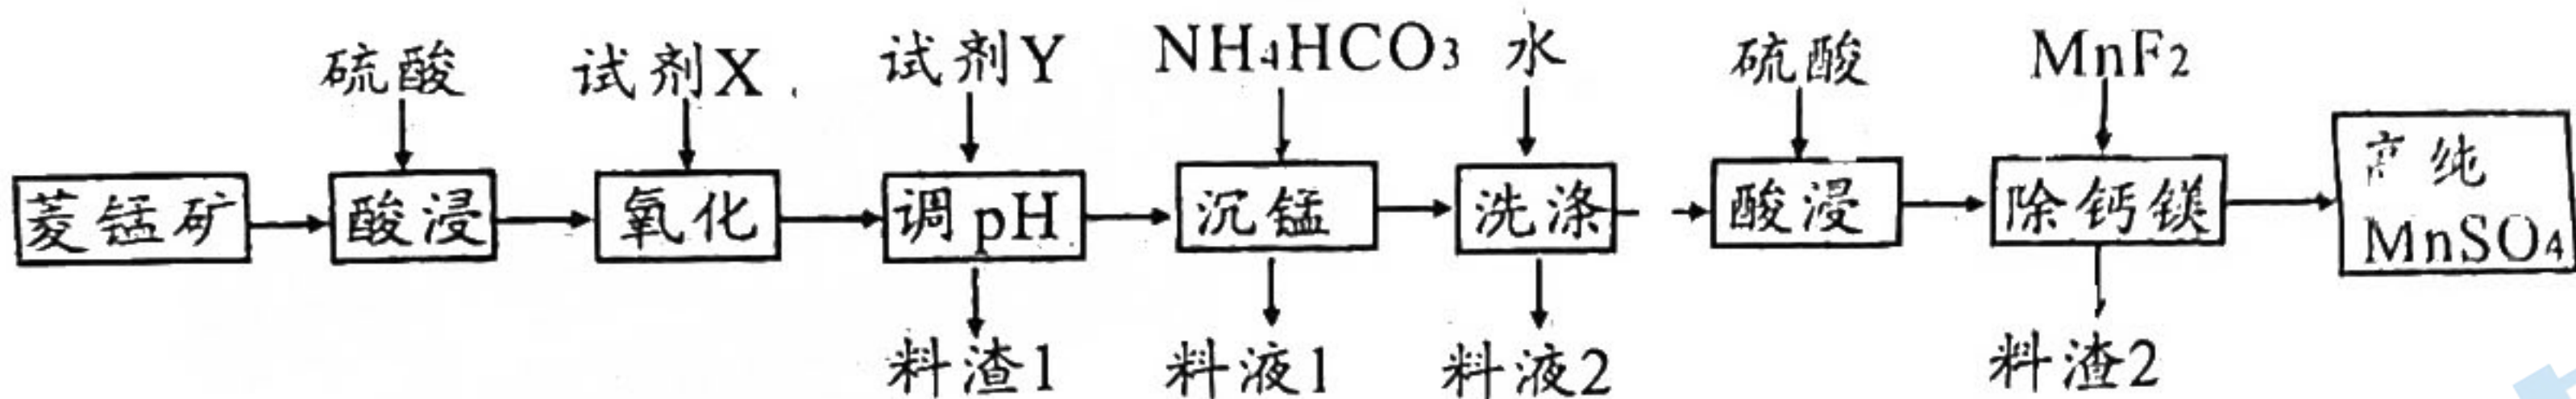 硫酸 试剂X 试剂Y NH4HCO3 水 硫酸 MnF2
菱锰矿 酸浸 氧化 调pH 沉锰 洗涤 酸浸 除钙镁 高纯
MnSO4
料渣1 料液1 料液2 料渣2